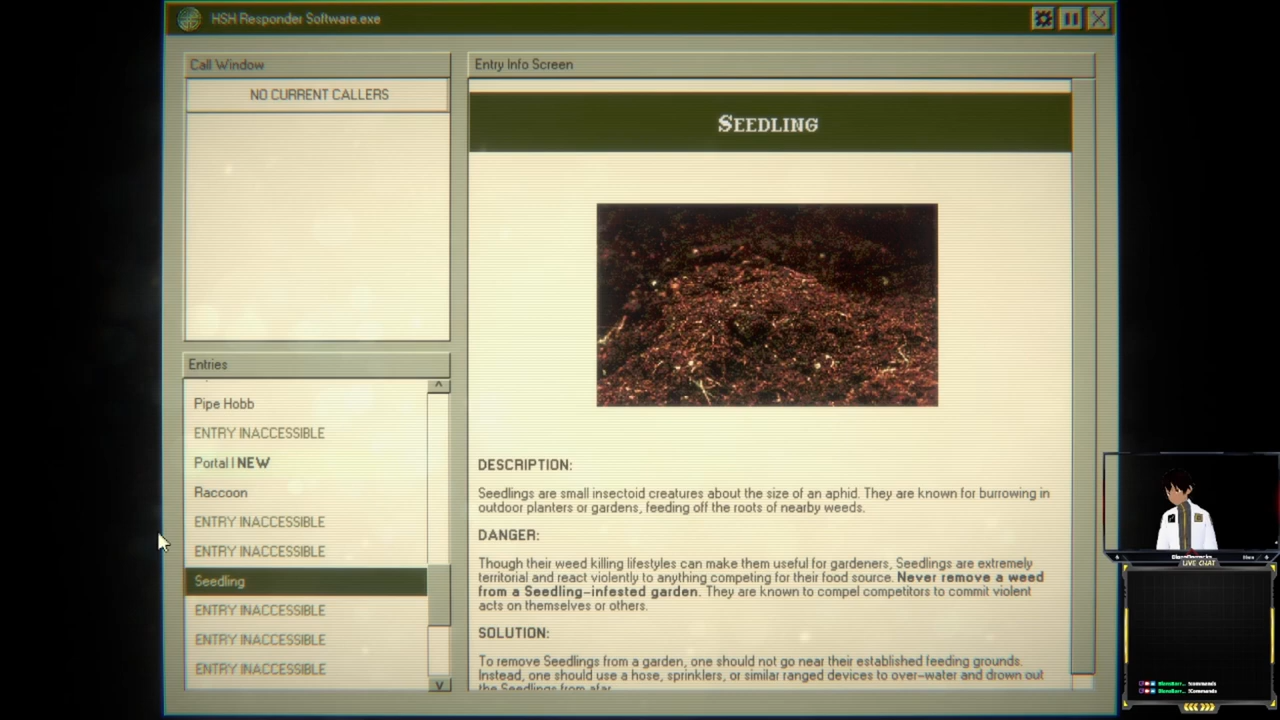 HSH Responder Software.exe
Call Window
NO CURRENT CALLERS
Entries
Pipe Hobb
ENTRY INACCESSIBLE
Portal | NEW
Raccoon
ENTRY INACCESSIBLE
ENTRY INACCESSIBLE
Seedling
ENTRY INACCESSIBLE
ENTRY INACCESSIBLE
ENTRY INACCESSIBLE
Entry Info Screen
SEEDLING
DESCRIPTION:
Seedlings are small insectoid creatures about the size of an aphid. They are known for burrowing in
outdoor planters or gardens, feeding off the roots of nearby weeds.
DANGER:
Though their weed killing lifestyles can make them useful for gardeners, Seedlings are extremely
territorial and react violently to anything competing for their food source. Never remove a weed
from a Seedling-infested garden. They are known to compel competitors to commit violent
acts on themselves or others.
SOLUTION:
To remove Seedlings from a garden, one should not go near their established feeding grounds.
Instead, one should use a hose, sprinklers, or similar ranged devices to over-water and drown out
the Seedlings from afar.
LIVE CHAT
!commands
!Commands